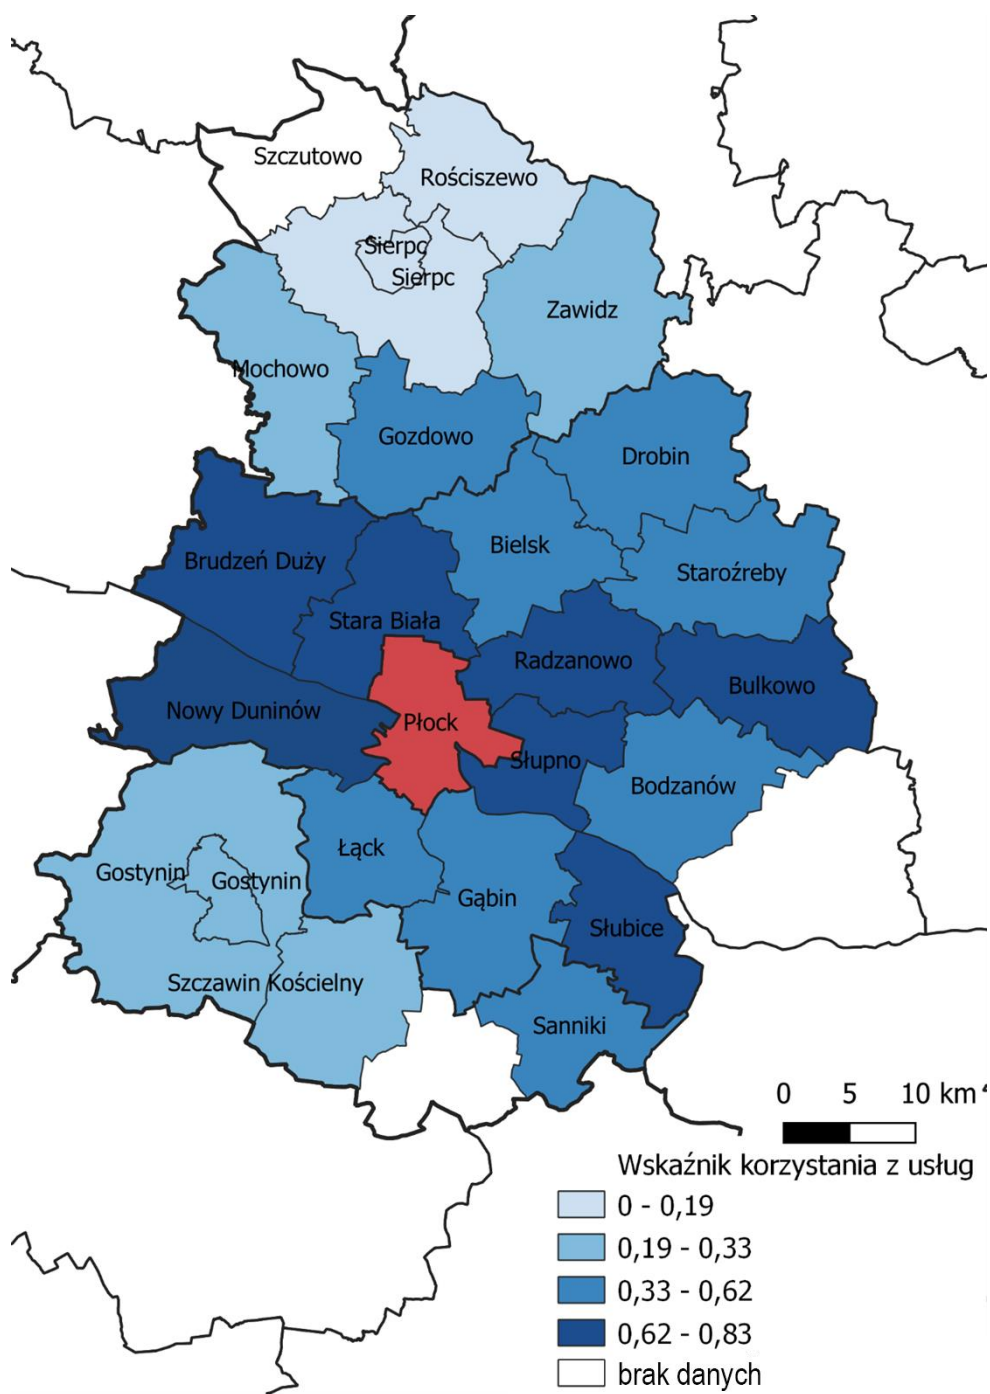 Szczutowo
Rościszewo
Sierpc
Sierpc
Zawidz
Mochowo
Gozdowo
Drobin
Bielsk
Brudzeń Duży
Staroźreby
Stara Biała
Radzanowo
Bulkowo
Nowy Duninów
Płock
Słupno
Bodzanów
Łąck
Gostynin
Gostynin
Gąbin
Słubice
Szczawin Kościelny
Sanniki
0 5 10 km
Wskaźnik korzystania z usług
0 - 0,19
0,19 - 0,33
0,33 - 0,62
0,62 - 0,83
brak danych